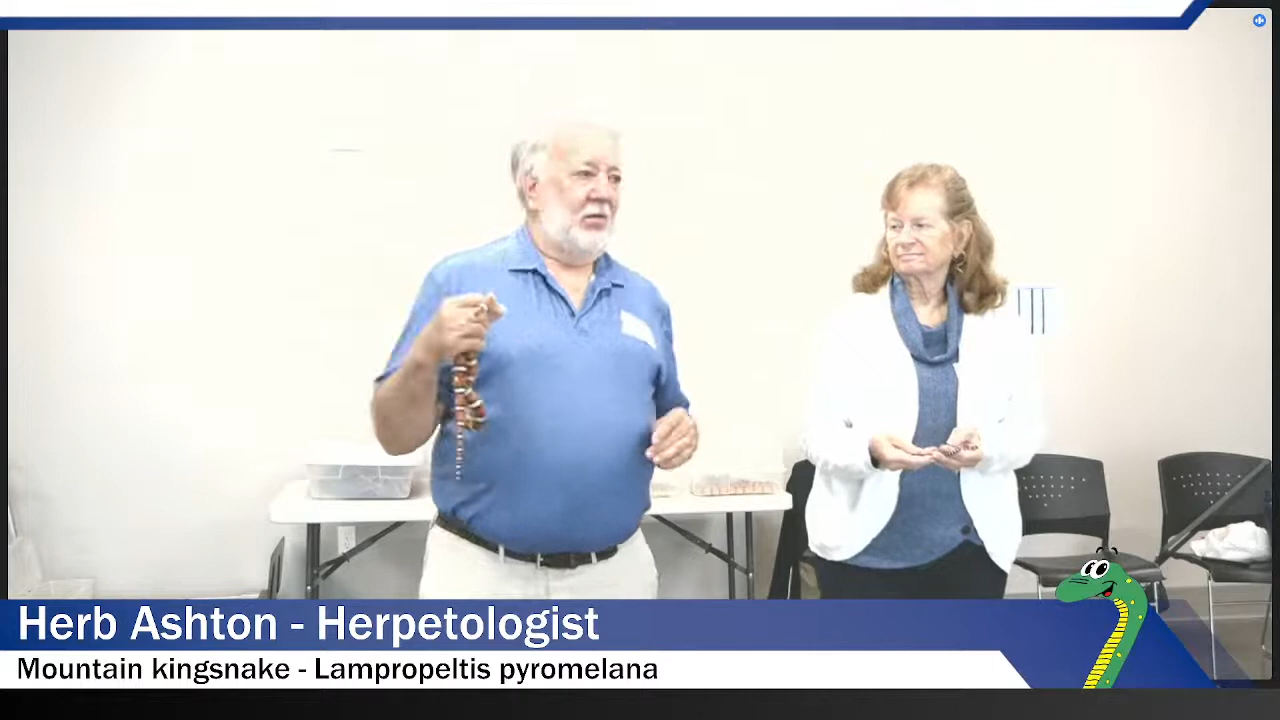 Herb Ashton - Herpetologist
Mountain kingsnake - Lampropeltis pyromelana